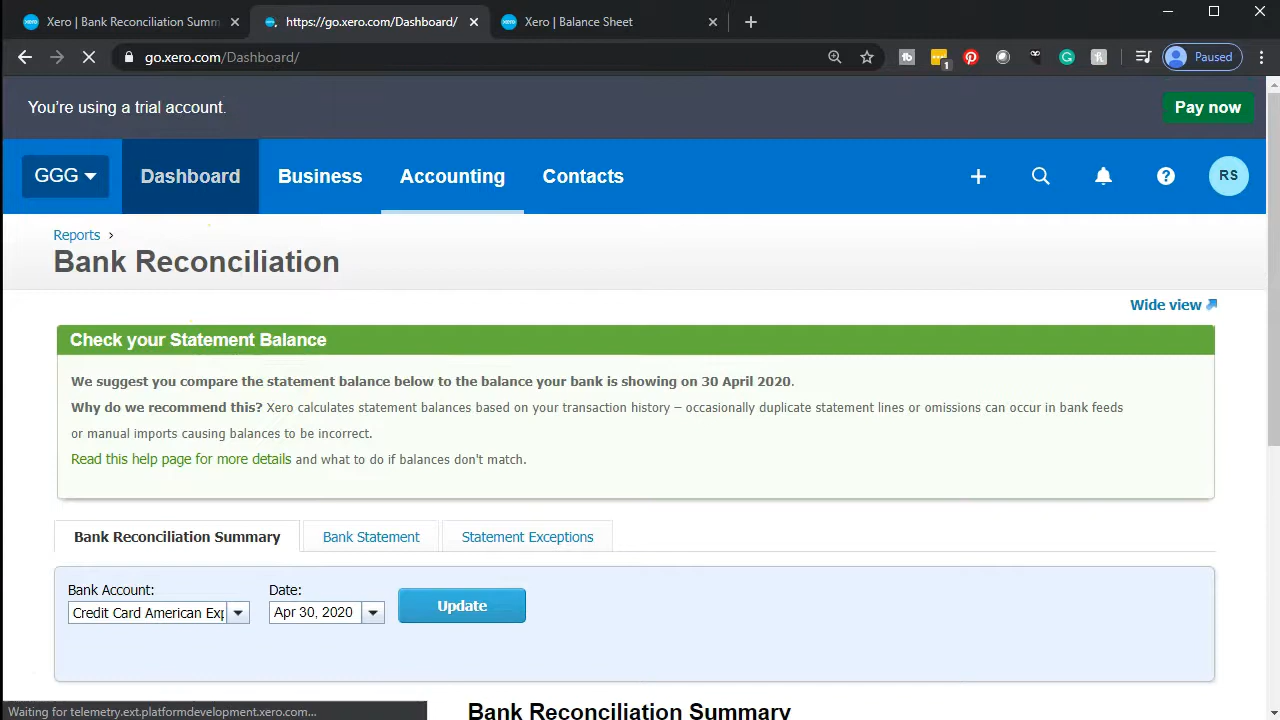 Xero | Bank Reconciliation Summ
https://go.xero.com/Dashboard/
Xero | Balance Sheet
go.xero.com/Dashboard/
1
Paused
You're using a trial account.
Pay now
GGG
Dashboard
Business
Accounting
Contacts
RS
Reports
Bank Reconciliation
Wide view
Check your Statement Balance
We suggest you compare the statement balance below to the balance your bank is showing on 30 April 2020.
Why do we recommend this? Xero calculates statement balances based on your transaction history – occasionally duplicate statement lines or omissions can occur in bank feeds
or manual imports causing balances to be incorrect.
Read this help page for more details and what to do if balances don't match.
Bank Reconciliation Summary
Bank Statement
Statement Exceptions
Bank Account:
Date:
Credit Card American Exp
Apr 30, 2020
Update
Waiting for telemetry.ext.platformdevelopment.xero.com...
Bank Reconciliation Summary